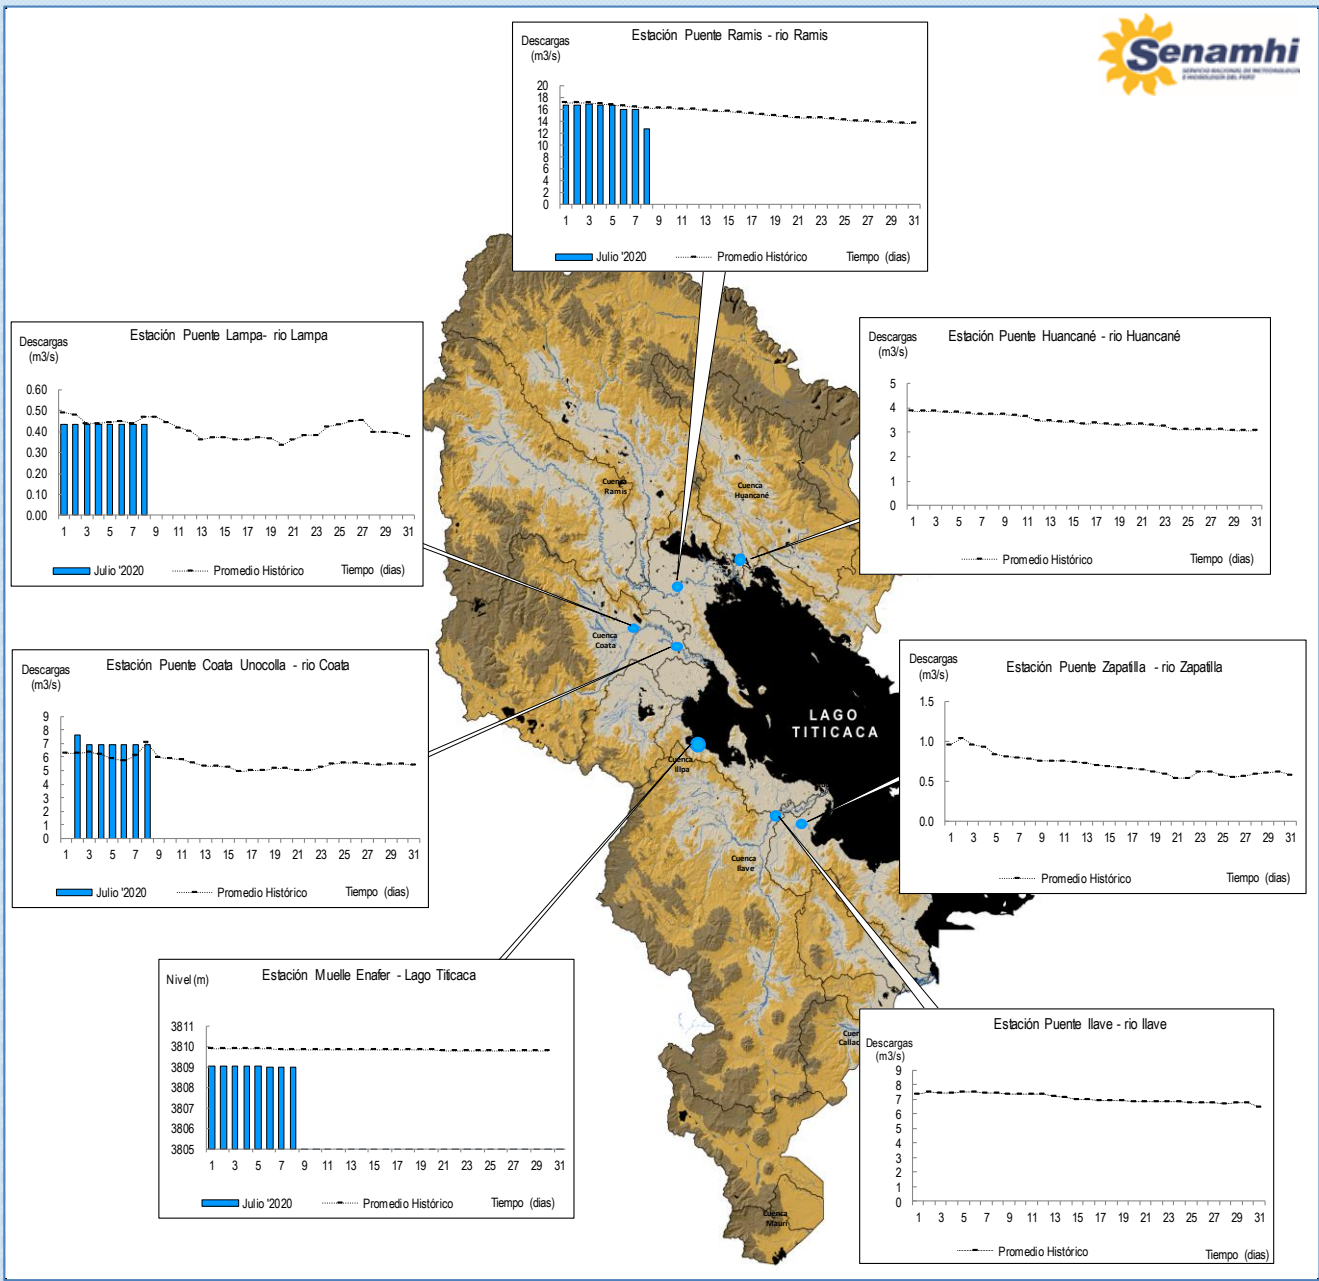 Senamhi
SERVICIO NACIONAL DE METEOROLOGÍA
E HIDROLOGÍA DEL PERÚ
Estación Puente Ramis - rio Ramis
Descargas
(m3/s)
20
18
16
14
12
10
8
6
4
2
0
1 3 5 7 9 11 13 15 17 19 21 23 25 27 29 31
Julio '2020 Promedio Histórico Tiempo (dias)
Estación Puente Lampa- rio Lampa
Descargas
(m3/s)
0.60
0.50
0.40
0.30
0.20
0.10
0.00
1 3 5 7 9 11 13 15 17 19 21 23 25 27 29 31
Julio '2020 Promedio Histórico Tiempo (dias)
Estación Puente Huancané - rio Huancané
Descargas
(m3/s)
5
4
3
2
1
0
1 3 5 7 9 11 13 15 17 19 21 23 25 27 29 31
Promedio Histórico Tiempo (dias)
Estación Puente Coata Unocolla - rio Coata
Descargas
(m3/s)
9
8
7
6
5
4
3
2
1
0
1 3 5 7 9 11 13 15 17 19 21 23 25 27 29 31
Julio '2020 Promedio Histórico Tiempo (dias)
Estación Puente Zapatilla - rio Zapatilla
Descargas
(m3/s)
1.5
1.0
0.5
0.0
1 3 5 7 9 11 13 15 17 19 21 23 25 27 29 31
Promedio Histórico Tiempo (dias)
Estación Muelle Enafer - Lago Titicaca
Nivel (m)
3811
3810
3809
3808
3807
3806
3805
1 3 5 7 9 11 13 15 17 19 21 23 25 27 29 31
Julio '2020 Promedio Histórico Tiempo (dias)
Estación Puente Ilave - rio Ilave
Descargas
(m3/s)
9
8
7
6
5
4
3
2
1
0
1 3 5 7 9 11 13 15 17 19 21 23 25 27 29 31
Promedio Histórico Tiempo (dias)
Cuenca
Ramis
Cuenca
Huancané
Cuenca
Coata
LAGO
TITICACA
Cuenca
Illpa
Cuenca
Ilave
Cuenca
Mauri